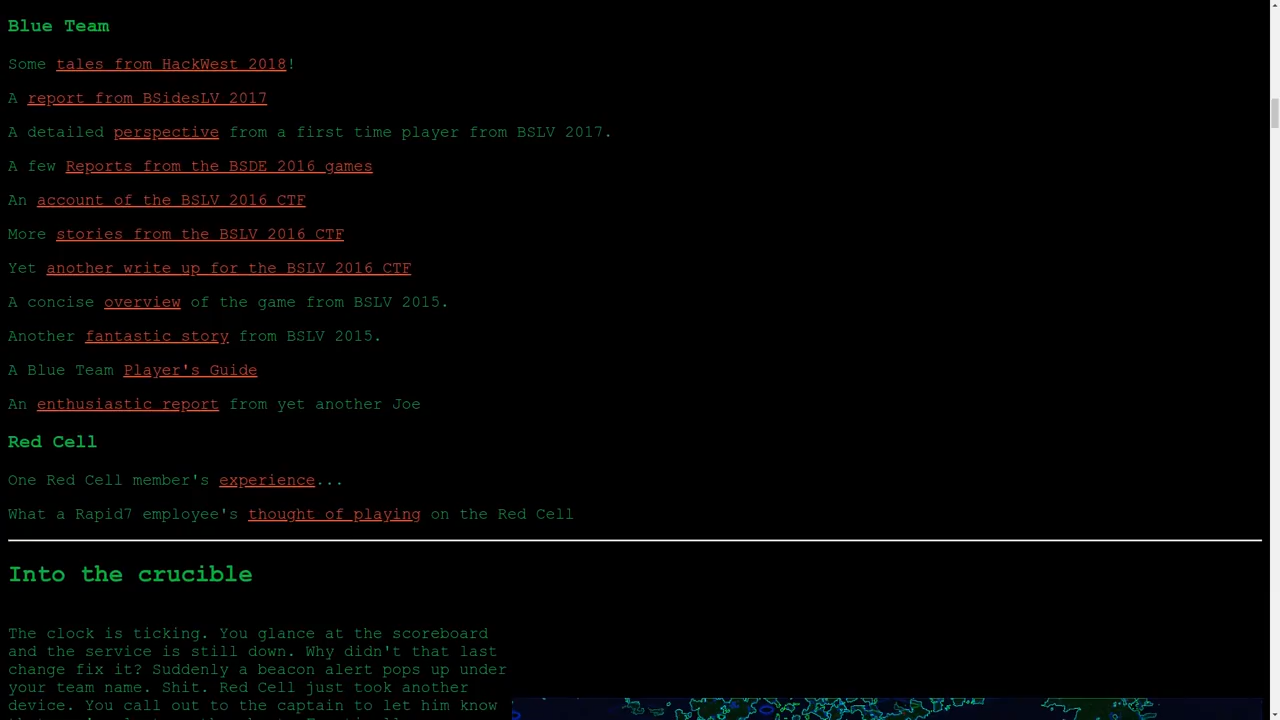 Blue Team
Some tales from HackWest 2018!
A report from BSidesLV 2017
A detailed perspective from a first time player from BSLV 2017.
A few Reports from the BSDE 2016 games
An account of the BSLV 2016 CTF
More stories from the BSLV 2016 CTF
Yet another write up for the BSLV 2016 CTF
A concise overview of the game from BSLV 2015.
Another fantastic story from BSLV 2015.
A Blue Team Player's Guide
An enthusiastic report from yet another Joe
Red Cell
One Red Cell member's experience...
What a Rapid7 employee's thought of playing on the Red Cell
Into the crucible
The clock is ticking. You glance at the scoreboard
and the service is still down. Why didn't that last
change fix it? Suddenly a beacon alert pops up under
your team name. Shit. Red Cell just took another
device. You call out to the captain to let him know